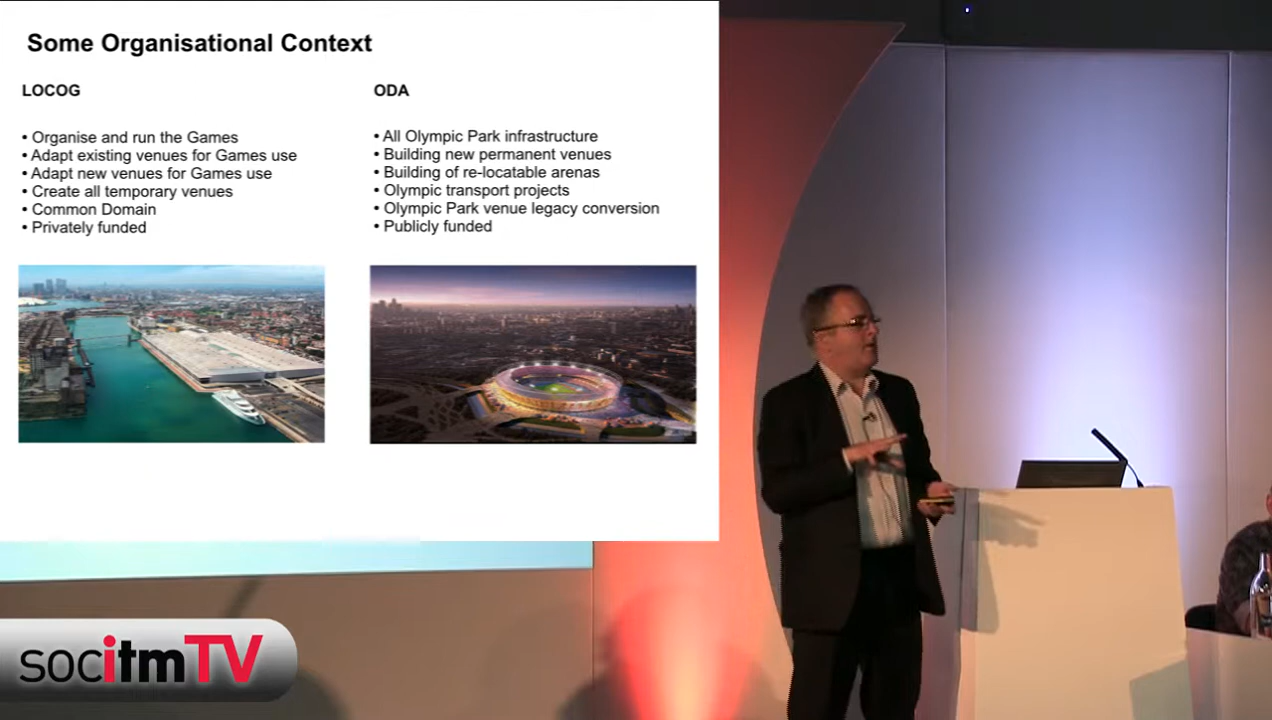 Some Organisational Context
LOCOG
• Organise and run the Games
• Adapt existing venues for Games use
• Adapt new venues for Games use
• Create all temporary venues
• Common Domain
• Privately funded
ODA
• All Olympic Park infrastructure
• Building new permanent venues
• Building of re-locatable arenas
• Olympic transport projects
• Olympic Park venue legacy conversion
• Publicly funded
socitmTV